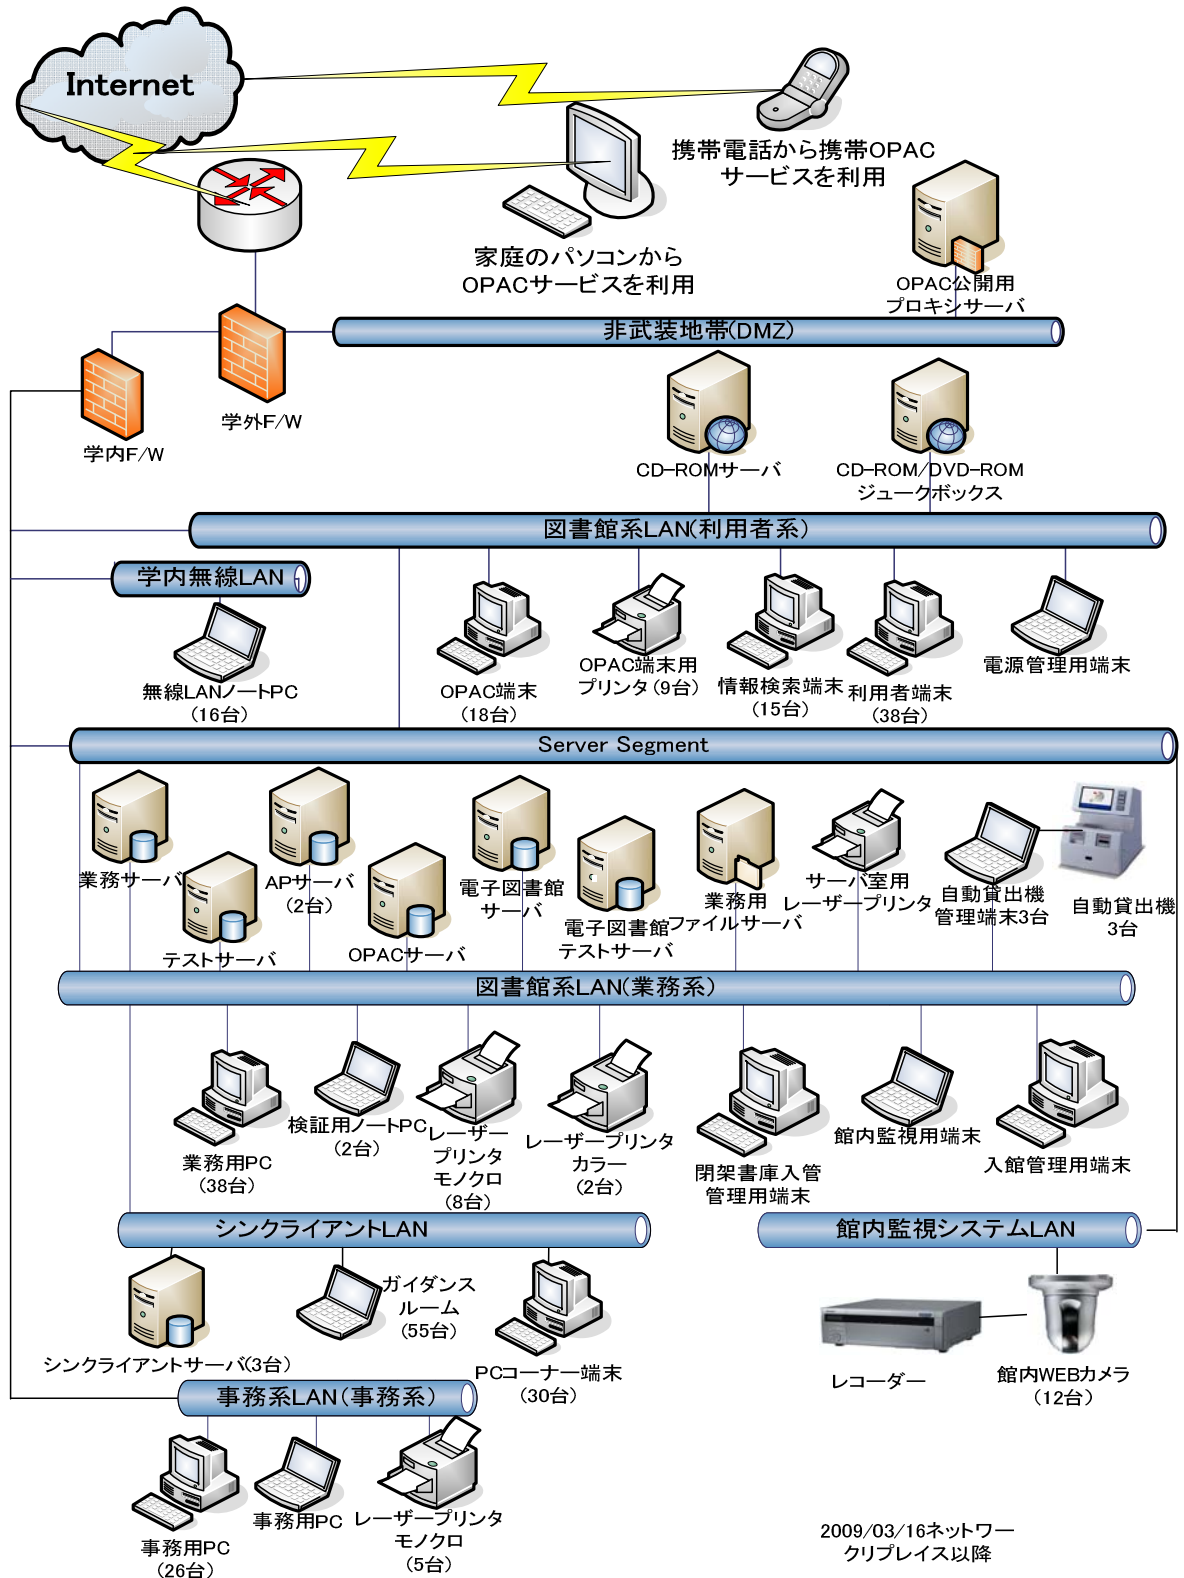 Internet
携帯電話から携帯OPAC
サービスを利用
家庭のパソコンから
OPACサービスを利用
OPAC公開用
プロキシサーバ
非武装地帯(DMZ)
学外F/W
学内F/W
CD-ROMサーバ
CD-ROM/DVD-ROM
ジュークボックス
図書館系LAN(利用者系)
学内無線LAN
無線LANノートPC
(16台)
OPAC端末
(18台)
OPAC端末用
プリンタ(9台)
情報検索端末
(15台)
利用者端末
(38台)
電源管理用端末
Server Segment
業務サーバ
テストサーバ
APサーバ
(2台)
OPACサーバ
電子図書館
サーバ
電子図書館
テストサーバ
業務用
ファイルサーバ
サーバ室用
レーザープリンタ
自動貸出機
管理端末3台
自動貸出機
3台
図書館系LAN(業務系)
業務用PC
(38台)
検証用ノートPC
(2台)
レーザー
プリンタ
モノクロ
(8台)
レーザープリンタ
カラー
(2台)
閉架書庫入管
管理用端末
館内監視用端末
入館管理用端末
シンクライアントLAN
館内監視システムLAN
シンクライアントサーバ(3台)
ガイダンス
ルーム
(55台)
PCコーナー端末
(30台)
レコーダー
館内WEBカメラ
(12台)
事務系LAN(事務系)
事務用PC
(26台)
事務用PC
レーザープリンタ
モノクロ
(5台)
2009/03/16ネットワー
クリプレイス以降